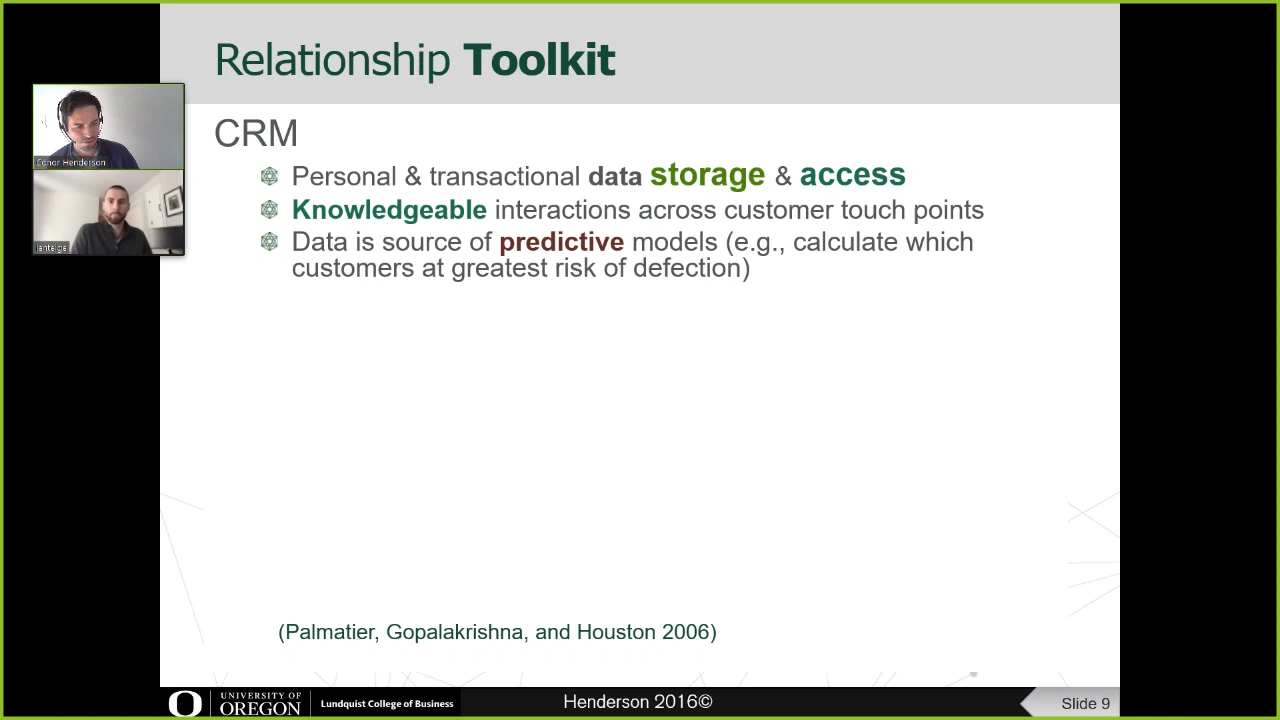 Relationship Toolkit
Conor Henderson
CRM
Personal & transactional data storage & access
Knowledgeable interactions across customer touch points
Data is source of predictive models (e.g., calculate which
customers at greatest risk of defection)
(Palmatier, Gopalakrishna, and Houston 2006)
UNIVERSITY OF
OREGON
Lundquist College of Business
Henderson 2016©
Slide 9